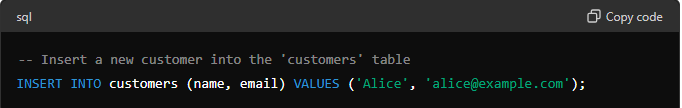 sql
Copy code
-- Insert a new customer into the 'customers' table
INSERT INTO customers (name, email) VALUES ('Alice', 'alice@example.com');